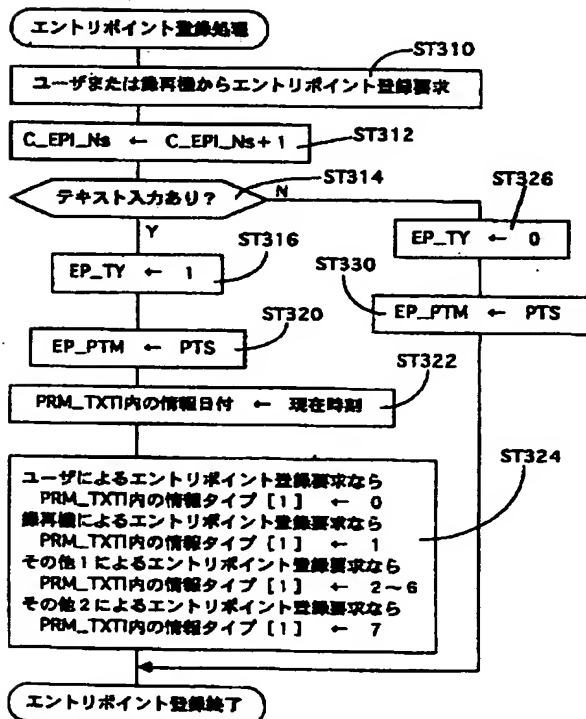 エントリポイント登録処理
ST310
ユーザまたは録再機からエントリポイント登録要求
C_EPI_Ns ← C_EPI_Ns+1
ST312
テキスト入力あり?
ST314
N
Y
ST326
EP_TY ← 0
EP_TY ← 1
ST316
ST330
EP_PTM ← PTS
EP_PTM ← PTS
ST320
PRM_TXTI内の情報日付 ← 現在時刻
ST322
ST324
ユーザによるエントリポイント登録要求なら
PRM_TXTI内の情報タイプ [1] ← 0
録再機によるエントリポイント登録要求なら
PRM_TXTI内の情報タイプ [1] ← 1
その他1によるエントリポイント登録要求なら
PRM_TXTI内の情報タイプ [1] ← 2~6
その他2によるエントリポイント登録要求なら
PRM_TXTI内の情報タイプ [1] ← 7
エントリポイント登録終了